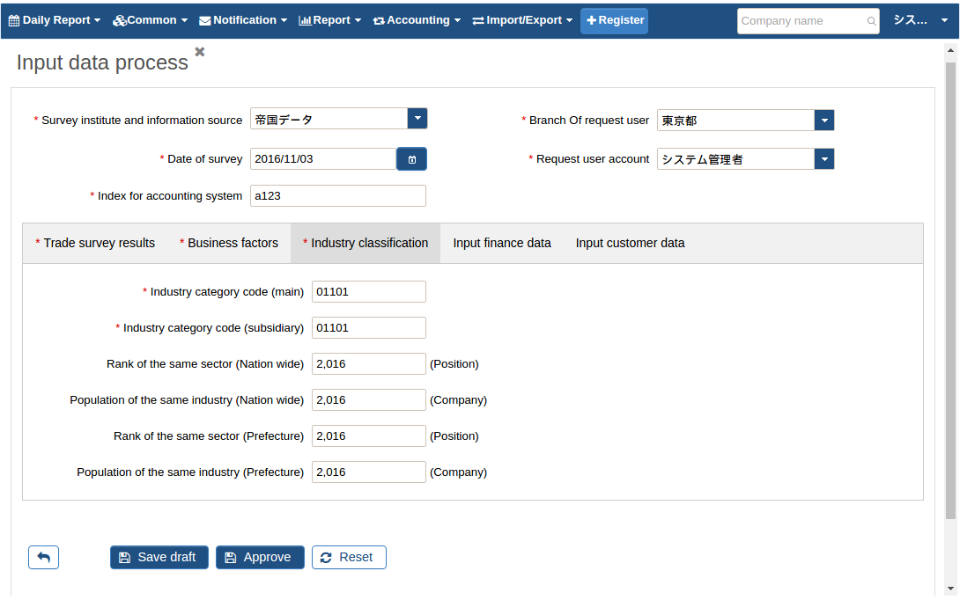 Daily Report Common Notification Report Accounting Import/Export Register Company name シス...
Input data process
* Survey institute and information source 帝国データ * Branch Of request user 東京都
* Date of survey 2016/11/03 * Request user account システム管理者
* Index for accounting system a123
* Trade survey results * Business factors * Industry classification Input finance data Input customer data
* Industry category code (main) 01101
* Industry category code (subsidiary) 01101
Rank of the same sector (Nation wide) 2,016 (Position)
Population of the same industry (Nation wide) 2,016 (Company)
Rank of the same sector (Prefecture) 2,016 (Position)
Population of the same industry (Prefecture) 2,016 (Company)
Save draft Approve Reset